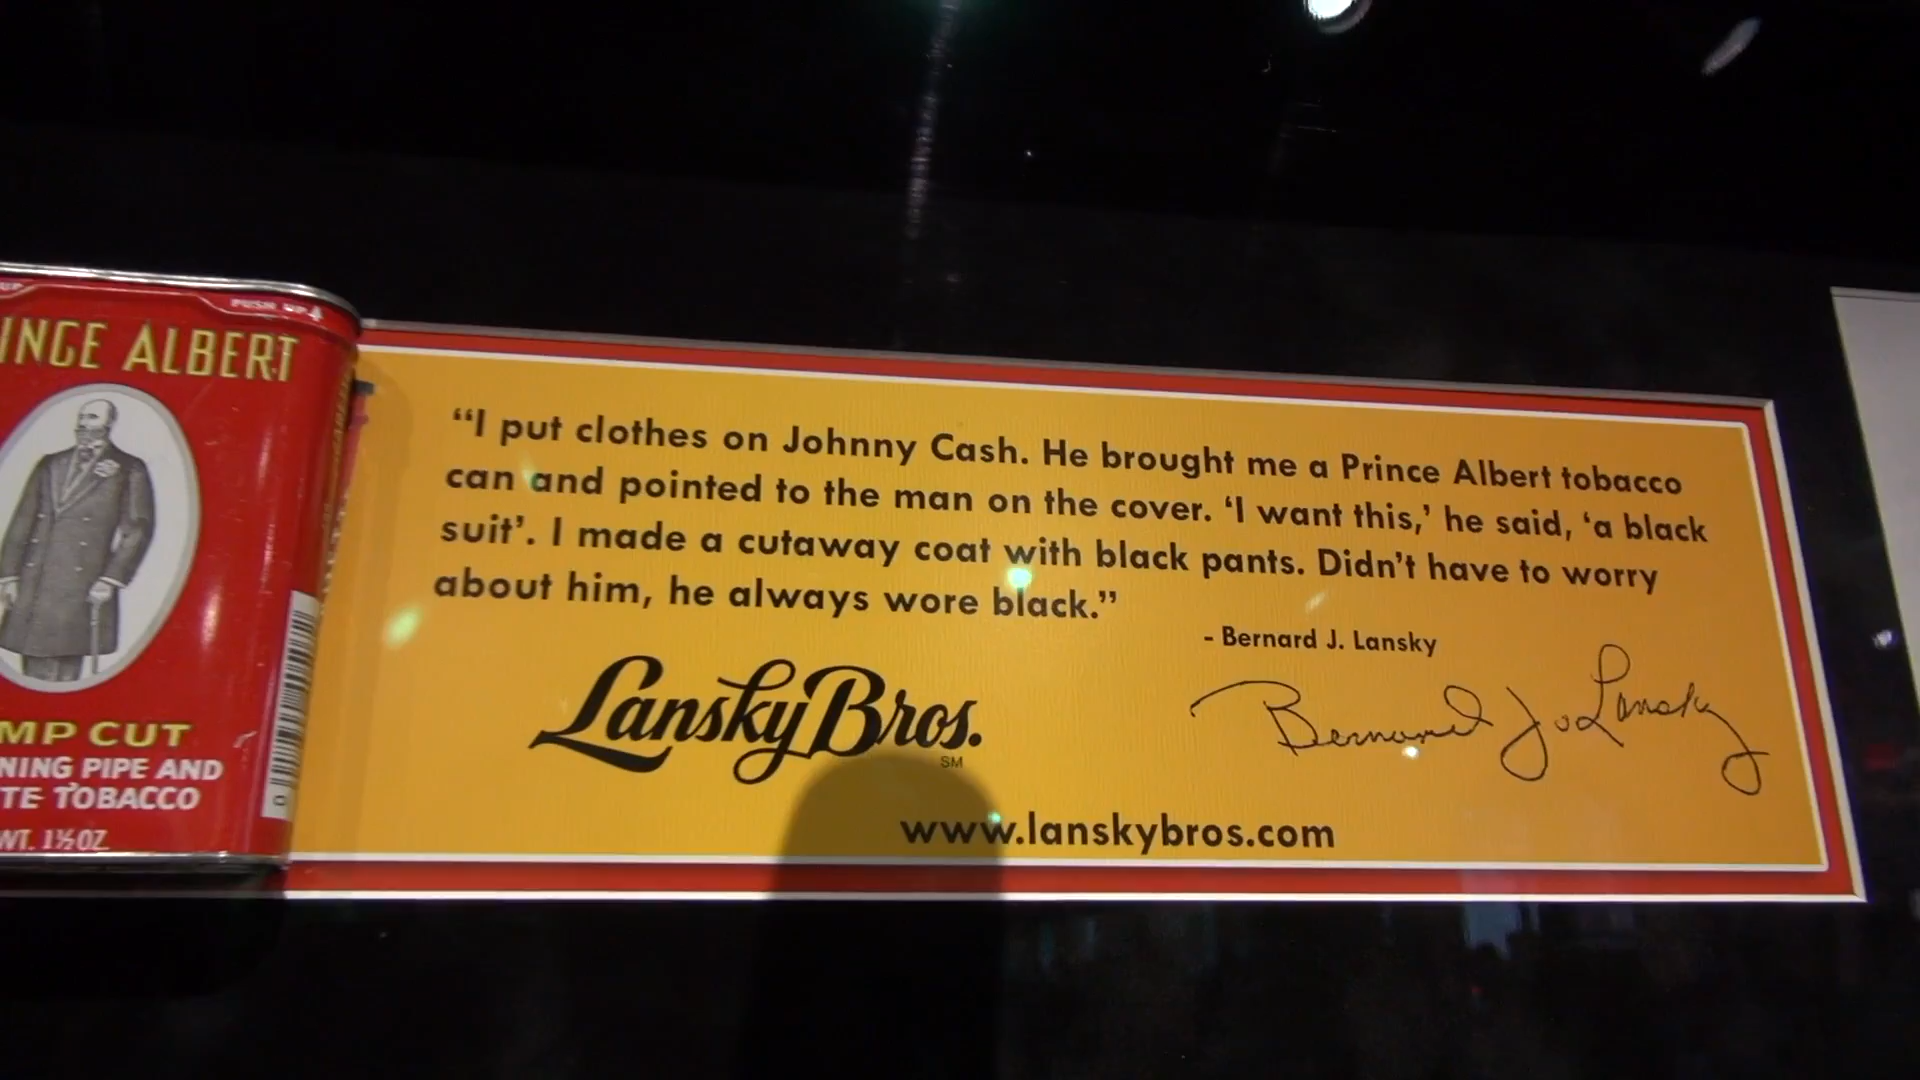 UP
PUSH UP
INCE ALBERT
MP CUT
NING PIPE AND
TE TOBACCO
WT. 1½ OZ.
“I put clothes on Johnny Cash. He brought me a Prince Albert tobacco
can and pointed to the man on the cover. ‘I want this,’ he said, ‘a black
suit’. I made a cutaway coat with black pants. Didn’t have to worry
about him, he always wore black.”
- Bernard J. Lansky
Lansky Bros.
SM
Bernard J. Lansky
www.lanskybros.com